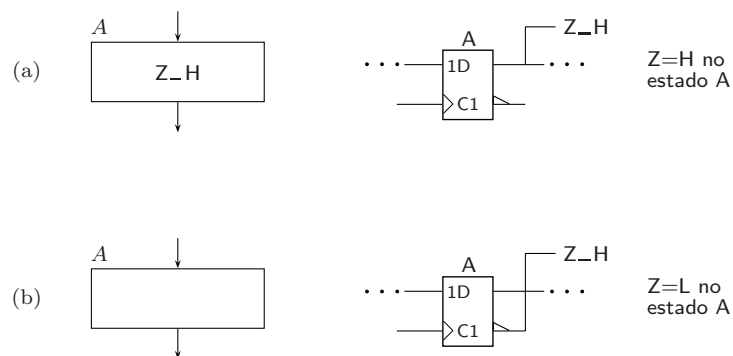 (a)
A
Z_H
A
1D
C1
Z_H
Z=H no
estado A
(b)
A
A
1D
C1
Z_H
Z=L no
estado A